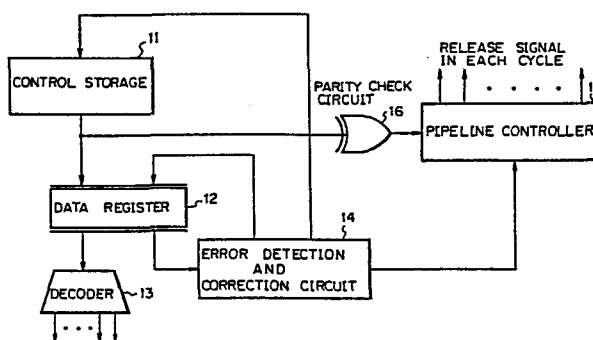 11
CONTROL STORAGE
RELEASE SIGNAL
IN EACH CYCLE
PARITY CHECK
CIRCUIT
16
PIPELINE CONTROLLER
DATA REGISTER
12
14
ERROR DETECTION
AND
CORRECTION CIRCUIT
DECODER
13